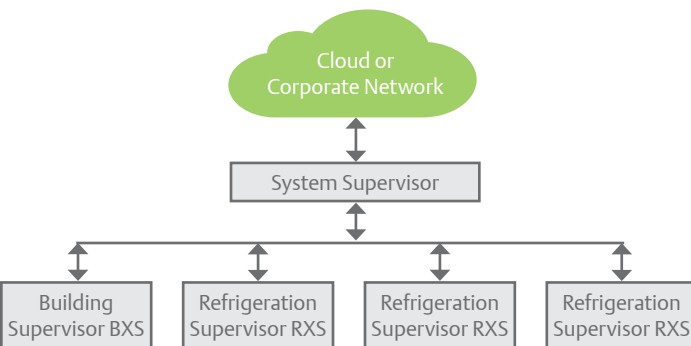 Cloud or
Corporate Network
System Supervisor
Building
Supervisor BXS
Refrigeration
Supervisor RXS
Refrigeration
Supervisor RXS
Refrigeration
Supervisor RXS